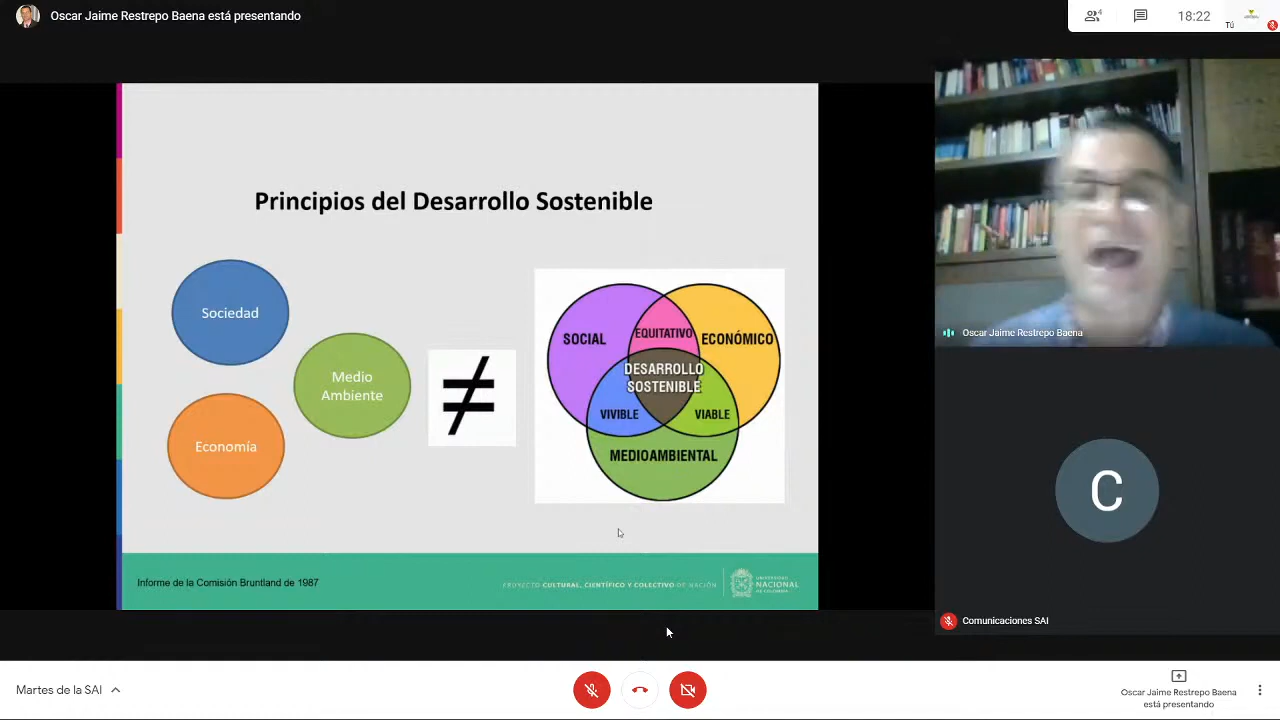 Oscar Jaime Restrepo Baena está presentando
4
18:22
Tú
Principios del Desarrollo Sostenible
Sociedad
Medio
Ambiente
Economía
≠
SOCIAL
EQUITATIVO
ECONÓMICO
DESARROLLO
SOSTENIBLE
VIVIBLE
VIABLE
MEDIOAMBIENTAL
Informe de la Comisión Bruntland de 1987
PROYECTO CULTURAL, CIENTÍFICO Y COLECTIVO DE NACIÓN
UNIVERSIDAD
NACIONAL
DE COLOMBIA
Oscar Jaime Restrepo Baena
C
Comunicaciones SAI
Martes de la SAI
Oscar Jaime Restrepo Baena
está presentando